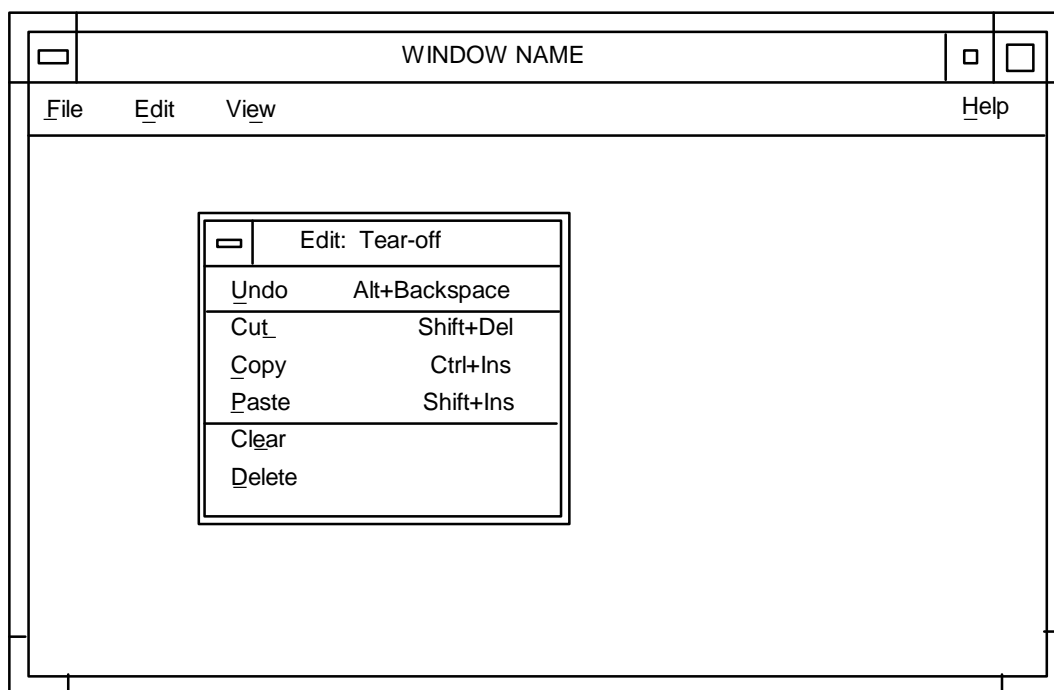 WINDOW NAME
File Edit View Help
Edit: Tear-off
Undo Alt+Backspace
Cut Shift+Del
Copy Ctrl+Ins
Paste Shift+Ins
Clear
Delete